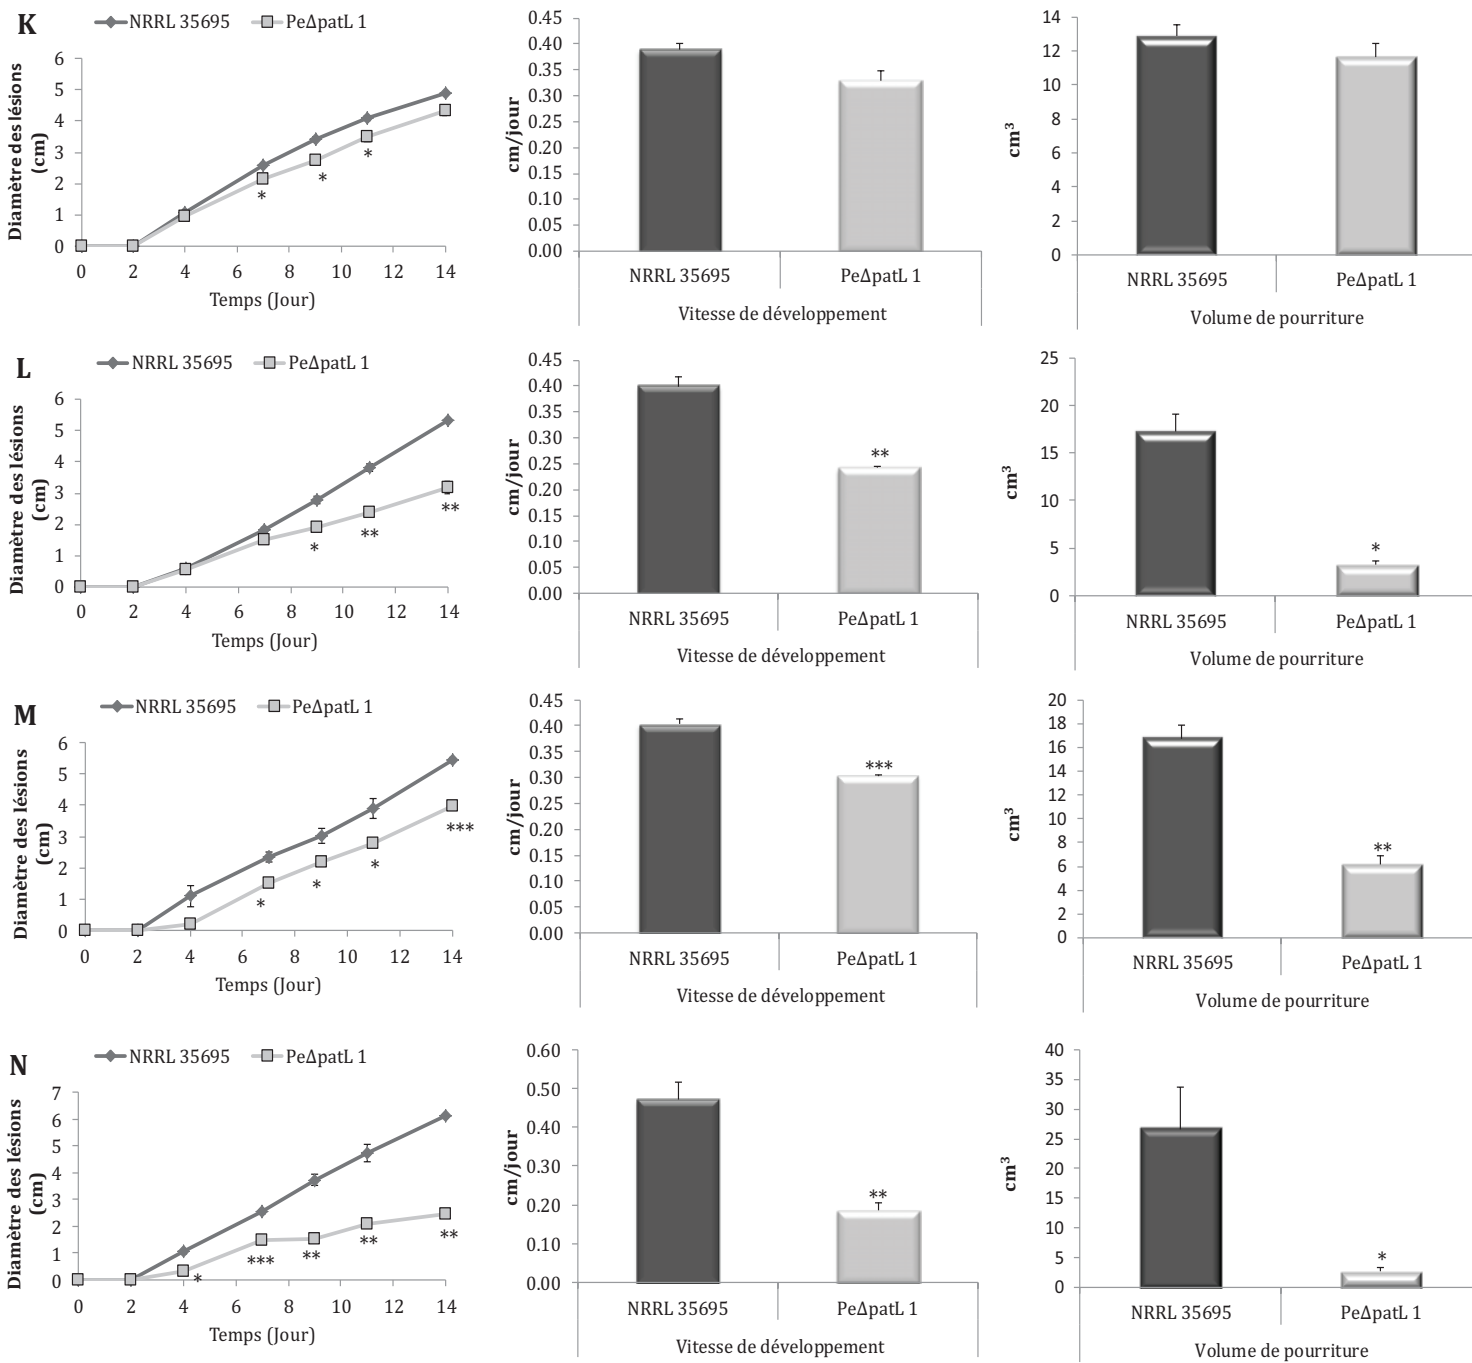 K
NRRL 35695 PeΔpatL 1
Diamètre des lésions
(cm)
6
5
4
3
2
1
0
* * *
0 2 4 6 8 10 12 14
Temps (Jour)
cm/jour
0.45
0.40
0.35
0.30
0.25
0.20
0.15
0.10
0.05
0.00
NRRL 35695 PeΔpatL 1
Vitesse de développement
cm³
14
12
10
8
6
4
2
0
NRRL 35695 PeΔpatL 1
Volume de pourriture
L
NRRL 35695 PeΔpatL 1
Diamètre des lésions
(cm)
6
5
4
3
2
1
0
* ** **
0 2 4 6 8 10 12 14
Temps (Jour)
cm/jour
0.45
0.40
0.35
0.30
0.25
0.20
0.15
0.10
0.05
0.00
**
NRRL 35695 PeΔpatL 1
Vitesse de développement
cm³
25
20
15
10
5
0
*
NRRL 35695 PeΔpatL 1
Volume de pourriture
M
NRRL 35695 PeΔpatL 1
Diamètre des lésions
(cm)
6
5
4
3
2
1
0
* * * ***
0 2 4 6 8 10 12 14
Temps (Jour)
cm/jour
0.45
0.40
0.35
0.30
0.25
0.20
0.15
0.10
0.05
0.00
***
NRRL 35695 PeΔpatL 1
Vitesse de développement
cm³
20
18
16
14
12
10
8
6
4
2
0
**
NRRL 35695 PeΔpatL 1
Volume de pourriture
N
NRRL 35695 PeΔpatL 1
Diamètre des lésions
(cm)
7
6
5
4
3
2
1
0
* *** ** ** **
0 2 4 6 8 10 12 14
Temps (Jour)
cm/jour
0.60
0.50
0.40
0.30
0.20
0.10
0.00
**
NRRL 35695 PeΔpatL 1
Vitesse de développement
cm³
40
35
30
25
20
15
10
5
0
*
NRRL 35695 PeΔpatL 1
Volume de pourriture